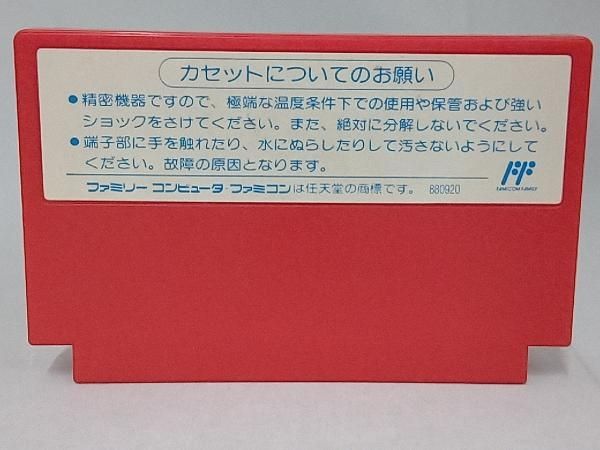 カセットについてのお願い
●精密機器ですので、極端な温度条件下での使用や保管および強い
ショックをさけてください。また、絶対に分解しないでください。
●端子部に手を触れたり、水にぬらしたりして汚さないようにして
ください。故障の原因となります。
ファミリーコンピュータ・ファミコンは任天堂の商標です。 B80920
FAMICOM FAMILY